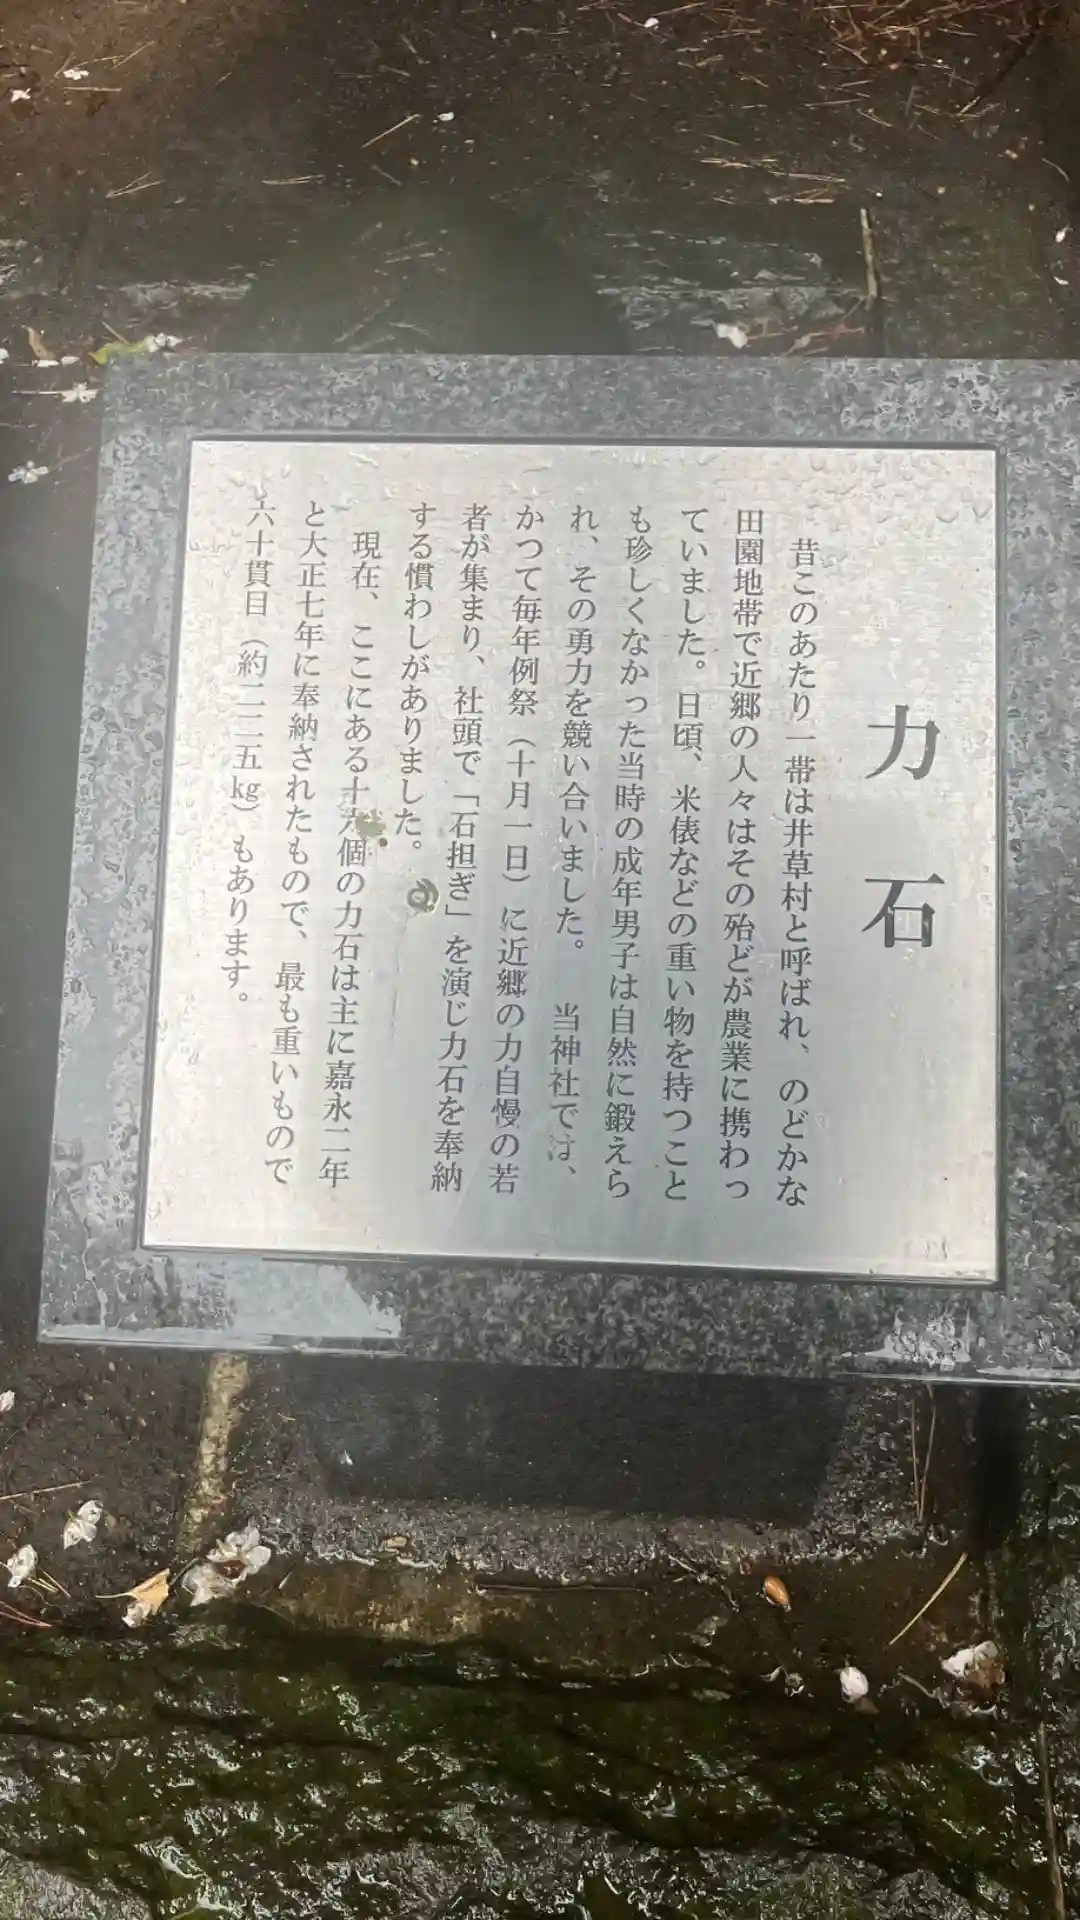 力石
昔このあたり一帯は井草村と呼ばれ、のどかな
田園地帯で近郷の人々はその殆どが農業に携わっ
ていました。日頃、米俵などの重い物を持つこと
も珍しくなかった当時の成年男子は自然に鍛えら
れ、その勇力を競い合いました。 当神社では、
かつて毎年例祭(十月一日)に近郷の力自慢の若
者が集まり、社頭で「石担ぎ」を演じ力石を奉納
する慣わしがありました。
現在、ここにある十 個の力石は主に嘉永二年
と大正七年に奉納されたもので、最も重いもので
六十貫目(約二二五kg)もあります。